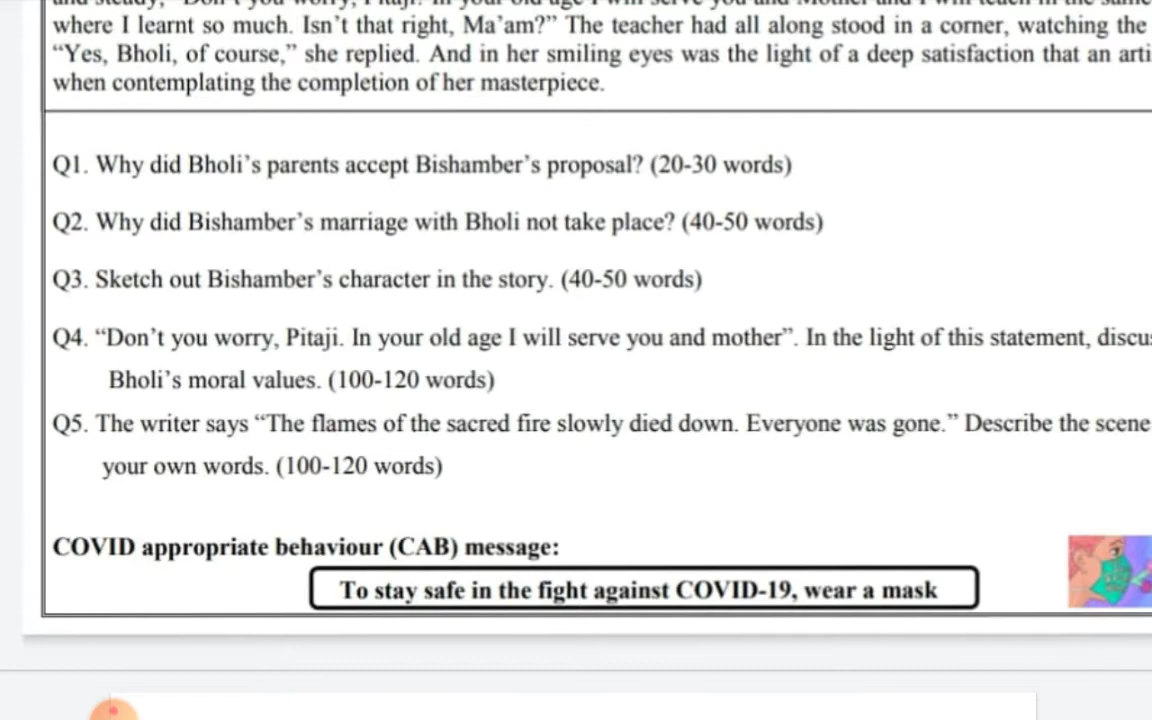 where I learnt so much. Isn't that right, Ma'am?” The teacher had all along stood in a corner, watching the
“Yes, Bholi, of course,” she replied. And in her smiling eyes was the light of a deep satisfaction that an arti
when contemplating the completion of her masterpiece.
Q1. Why did Bholi's parents accept Bishamber's proposal? (20-30 words)
Q2. Why did Bishamber's marriage with Bholi not take place? (40-50 words)
Q3. Sketch out Bishamber's character in the story. (40-50 words)
Q4. “Don't you worry, Pitaji. In your old age I will serve you and mother”. In the light of this statement, discu
Bholi's moral values. (100-120 words)
Q5. The writer says “The flames of the sacred fire slowly died down. Everyone was gone.” Describe the scene
your own words. (100-120 words)
COVID appropriate behaviour (CAB) message:
To stay safe in the fight against COVID-19, wear a mask